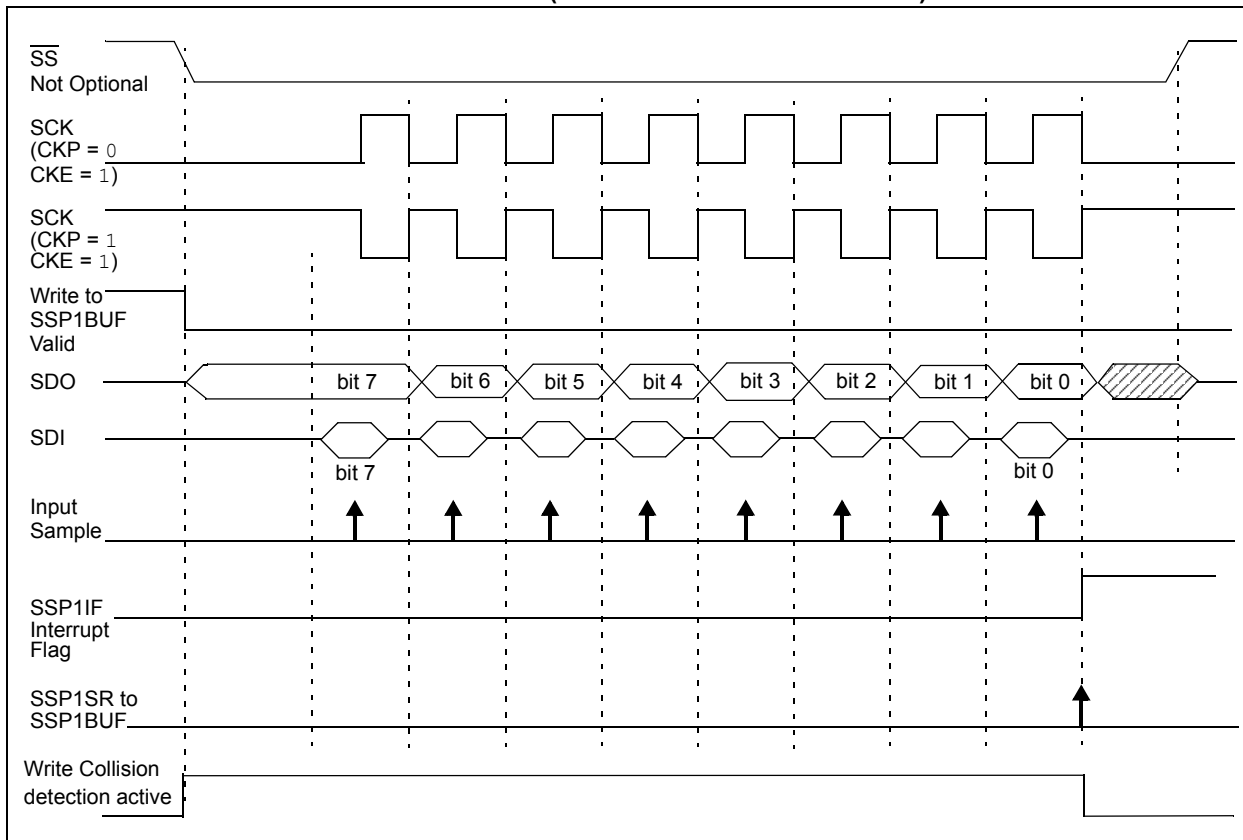 SS
Not Optional
SCK
(CKP = 0
CKE = 1)
SCK
(CKP = 1
CKE = 1)
Write to
SSP1BUF
Valid
SDO
bit 7 bit 6 bit 5 bit 4 bit 3 bit 2 bit 1 bit 0
SDI
bit 7 bit 0
Input
Sample
SSP1IF
Interrupt
Flag
SSP1SR to
SSP1BUF
Write Collision
detection active